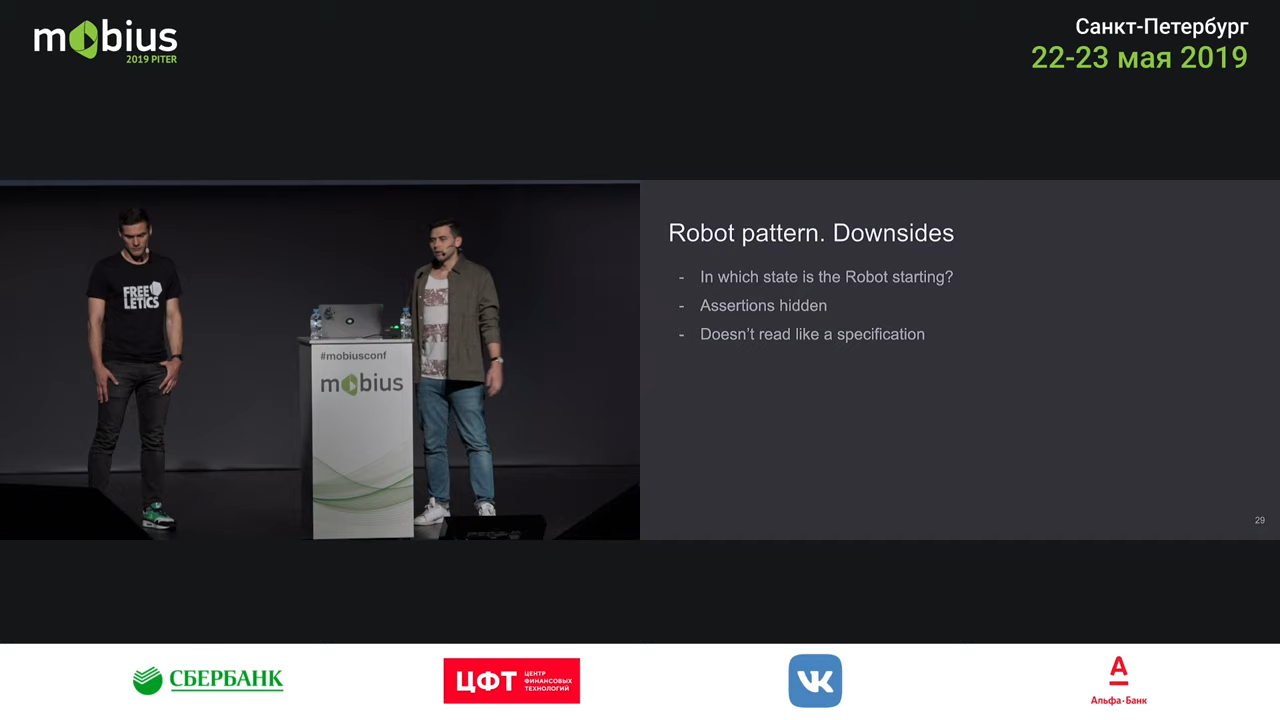 mobius
2019 PITER
Санкт-Петербург
22-23 мая 2019
FREE
LETICS
#mobiusconf
mobius
Robot pattern. Downsides
- In which state is the Robot starting?
- Assertions hidden
- Doesn't read like a specification
29
СБЕРБАНК
ЦФТ
ЦЕНТР
ФИНАНСОВЫХ
ТЕХНОЛОГИЙ
VK
А
Альфа·Банк